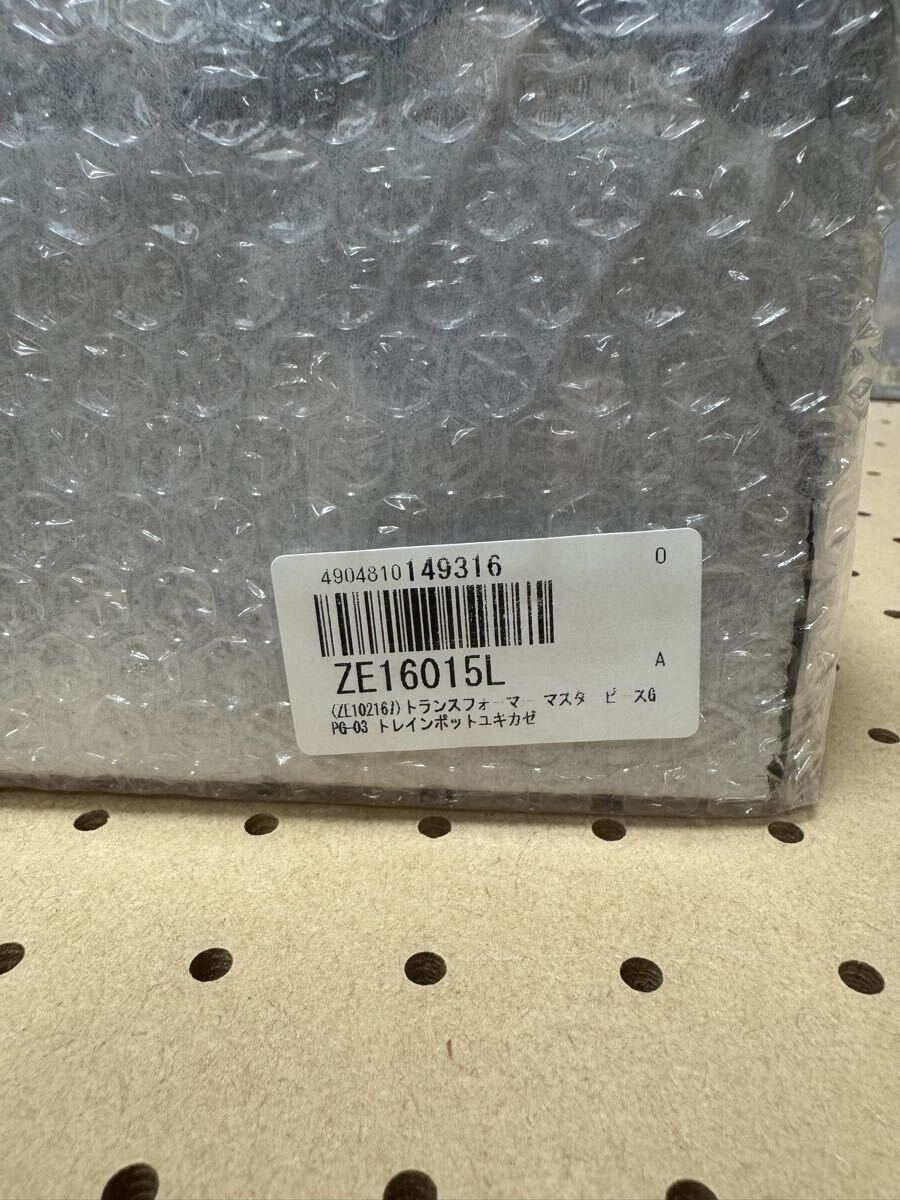 4904810149316 0
ZE16015L A
(ZE10216J)トランスフォーマー マスターピースG
PG-03 トレインボットユキカゼ